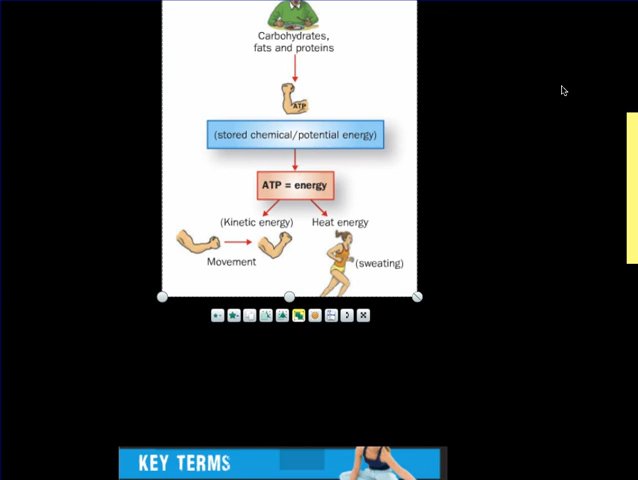 Carbohydrates,
fats and proteins
ATP
(stored chemical/potential energy)
ATP = energy
(Kinetic energy) Heat energy
Movement
(sweating)
KEY TERMS